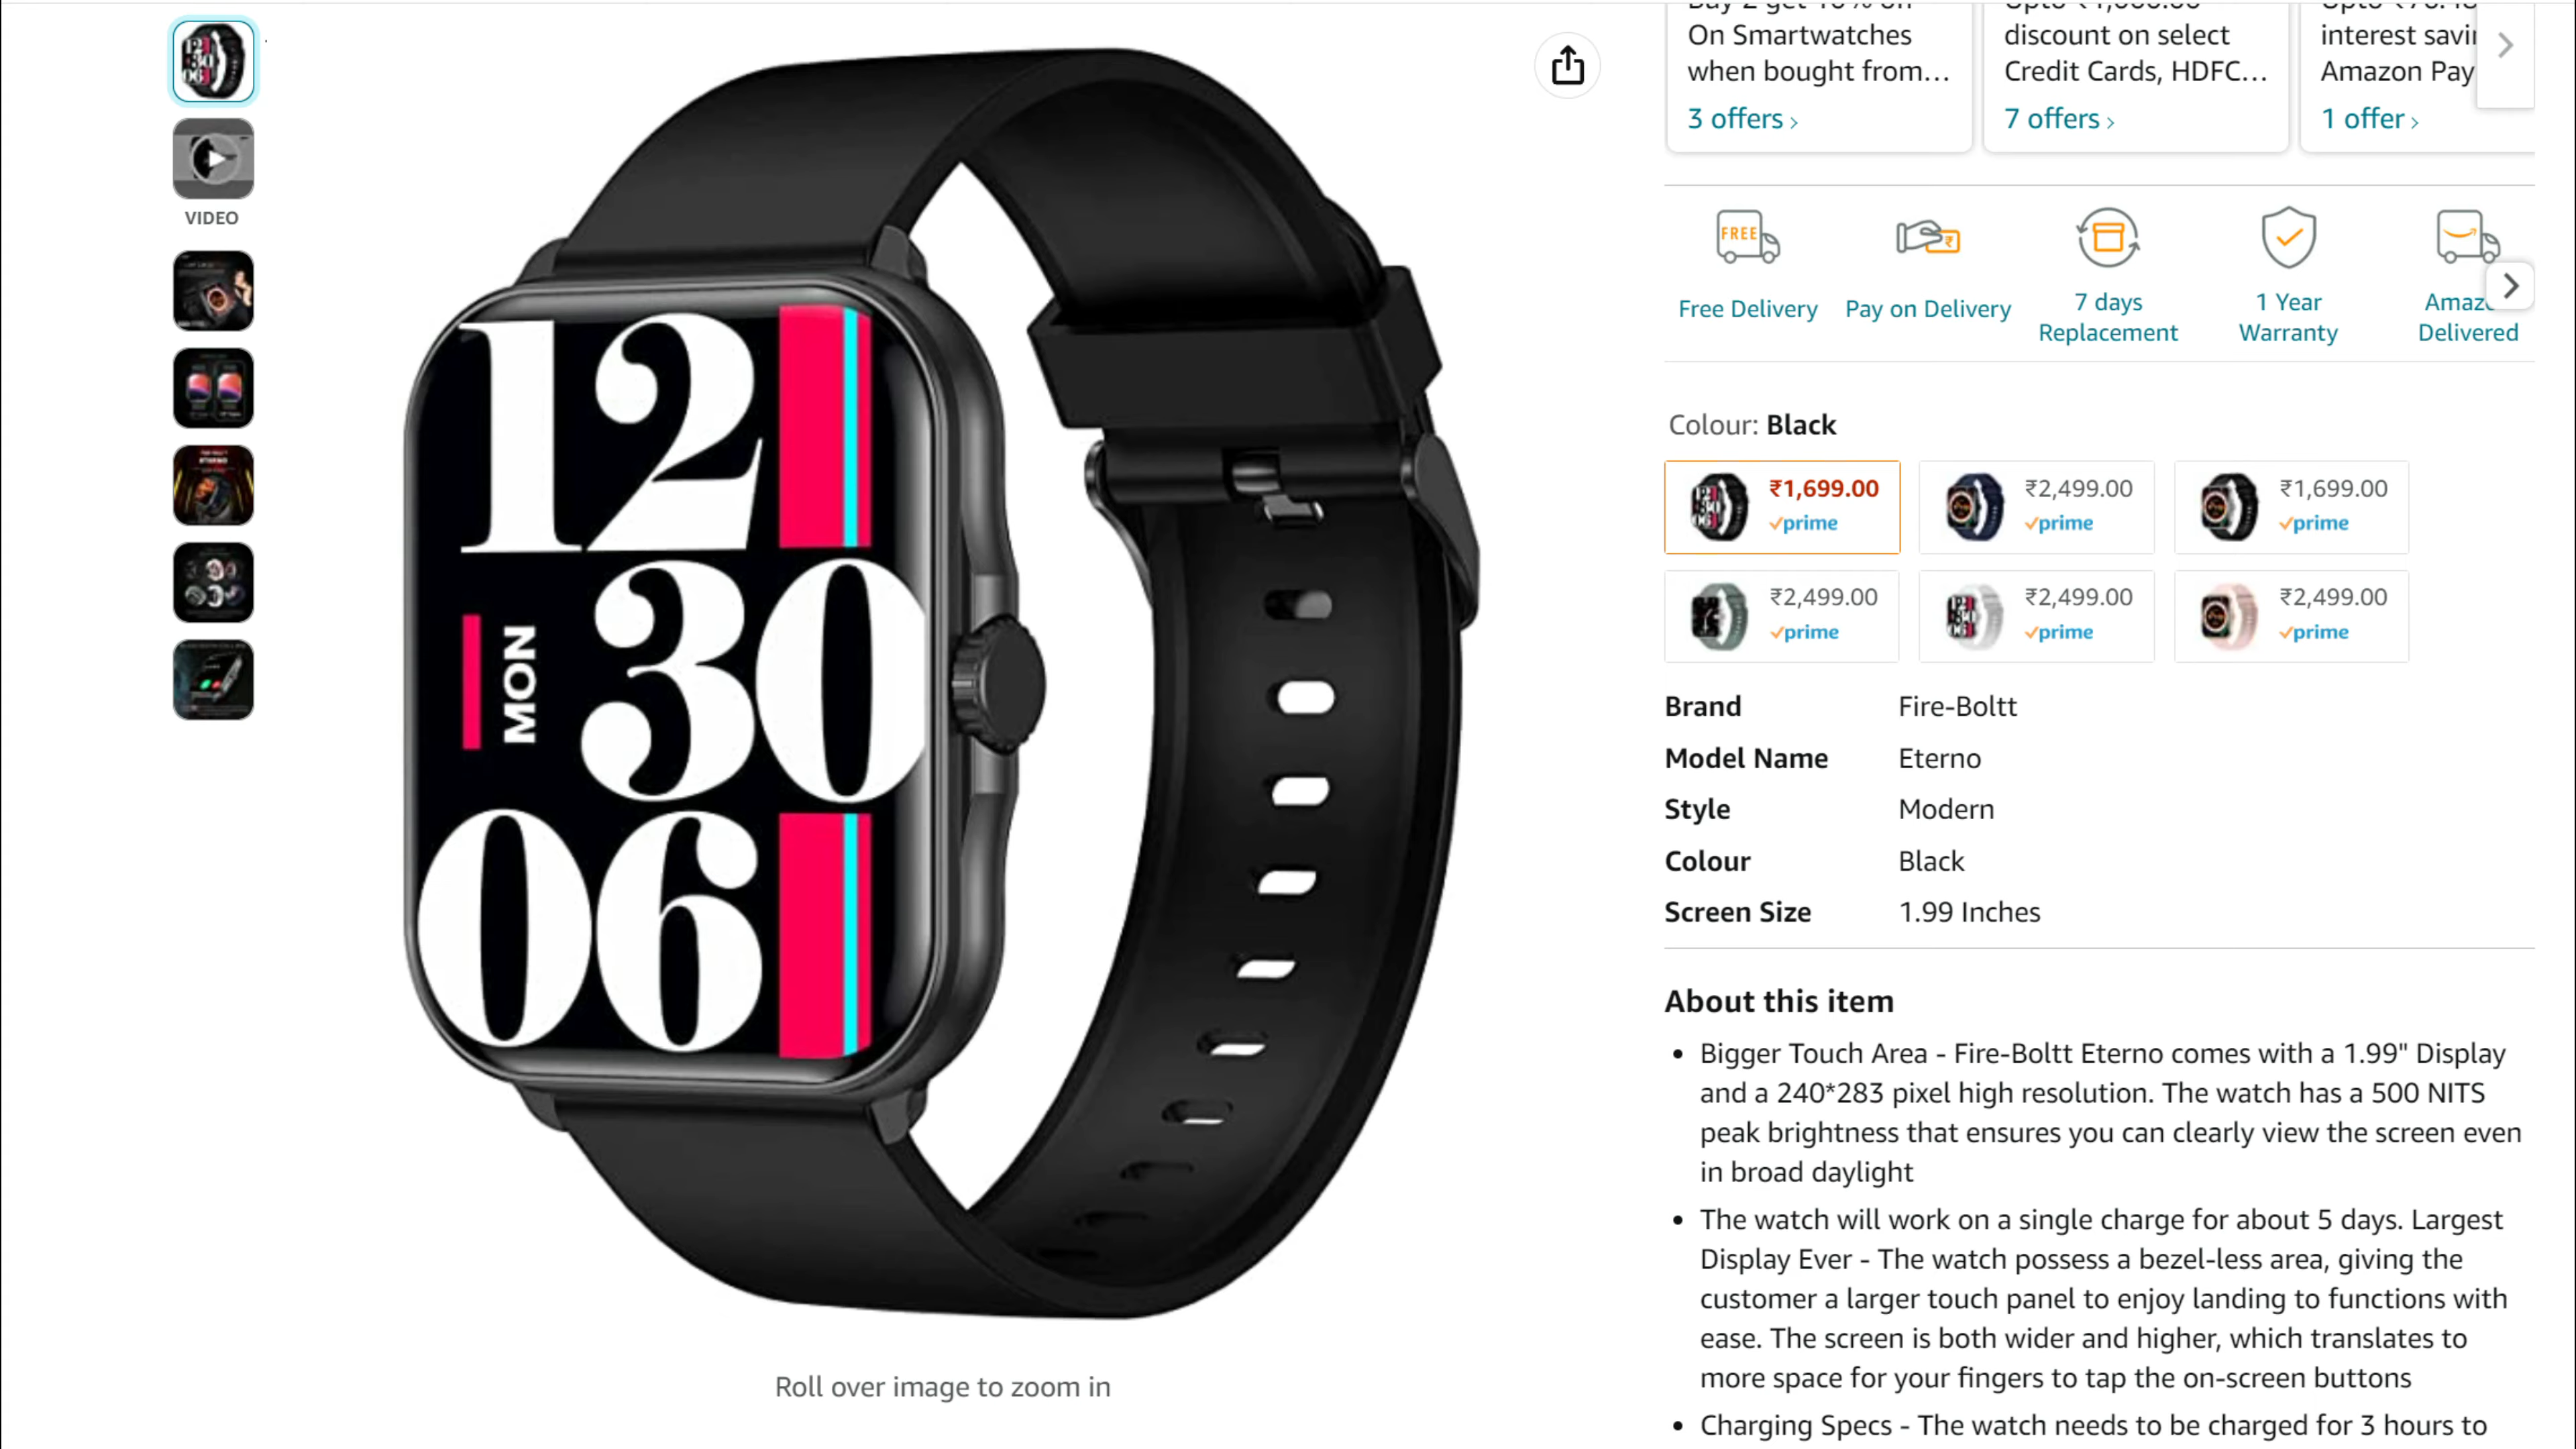 Buy 2 get 10% off
On Smartwatches
when bought from…
3 offers ›
discount on select
Credit Cards, HDFC…
7 offers ›
interest savi
Amazon Pay
1 offer ›
VIDEO
FREE
Free Delivery
Pay on Delivery
7 days
Replacement
1 Year
Warranty
Amaz
Delivered
12
30
MON
06
Colour: Black
₹1,699.00
prime
₹2,499.00
prime
₹1,699.00
prime
₹2,499.00
prime
₹2,499.00
prime
₹2,499.00
prime
Brand Fire-Boltt
Model Name Eterno
Style Modern
Colour Black
Screen Size 1.99 Inches
About this item
• Bigger Touch Area - Fire-Boltt Eterno comes with a 1.99" Display
and a 240*283 pixel high resolution. The watch has a 500 NITS
peak brightness that ensures you can clearly view the screen even
in broad daylight
• The watch will work on a single charge for about 5 days. Largest
Display Ever - The watch possess a bezel-less area, giving the
customer a larger touch panel to enjoy landing to functions with
ease. The screen is both wider and higher, which translates to
more space for your fingers to tap the on-screen buttons
• Charging Specs - The watch needs to be charged for 3 hours to
Roll over image to zoom in